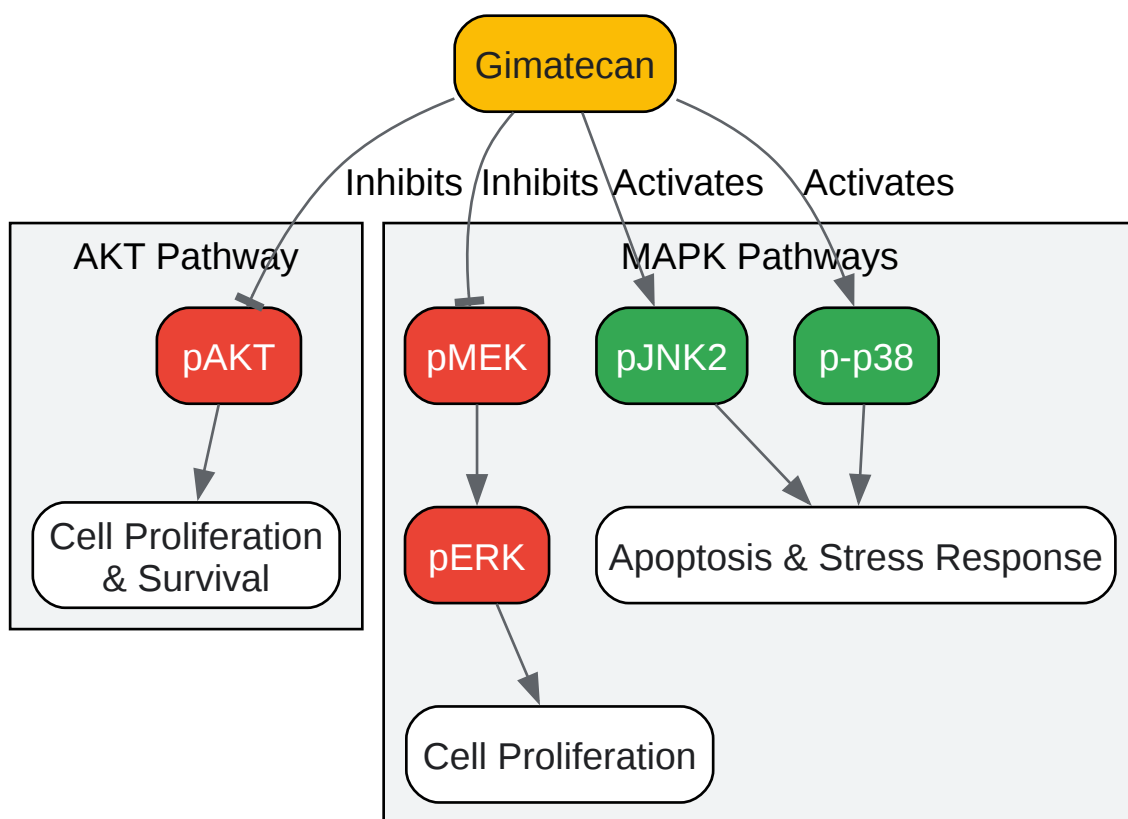 Gimatecan
Inhibits
Inhibits
Activates
Activates
AKT Pathway
MAPK Pathways
pAKT
pMEK
pJNK2
p-p38
Cell Proliferation
& Survival
pERK
Apoptosis & Stress Response
Cell Proliferation